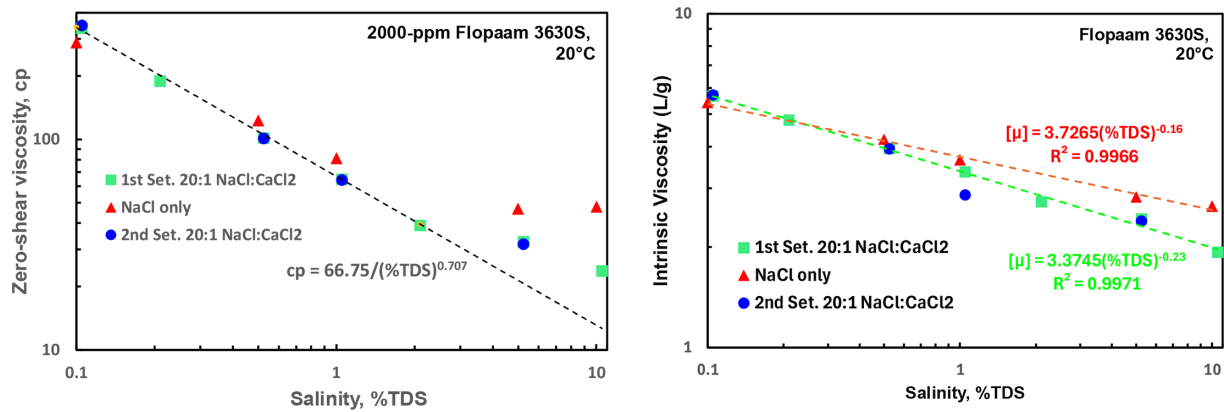 2000-ppm Flopaam 3630S,
20°C
Zero-shear viscosity, cp
100
10
1st Set. 20:1 NaCl:CaCl2
NaCl only
2nd Set. 20:1 NaCl:CaCl2
cp = 66.75/(%TDS)^0.707
0.1
1
10
Salinity, %TDS
Flopaam 3630S,
20°C
Intrinsic Viscosity (L/g)
10
1
[μ] = 3.7265(%TDS)^-0.16
R² = 0.9966
1st Set. 20:1 NaCl:CaCl2
NaCl only
2nd Set. 20:1 NaCl:CaCl2
[μ] = 3.3745(%TDS)^-0.23
R² = 0.9971
0.1
1
10
Salinity, %TDS